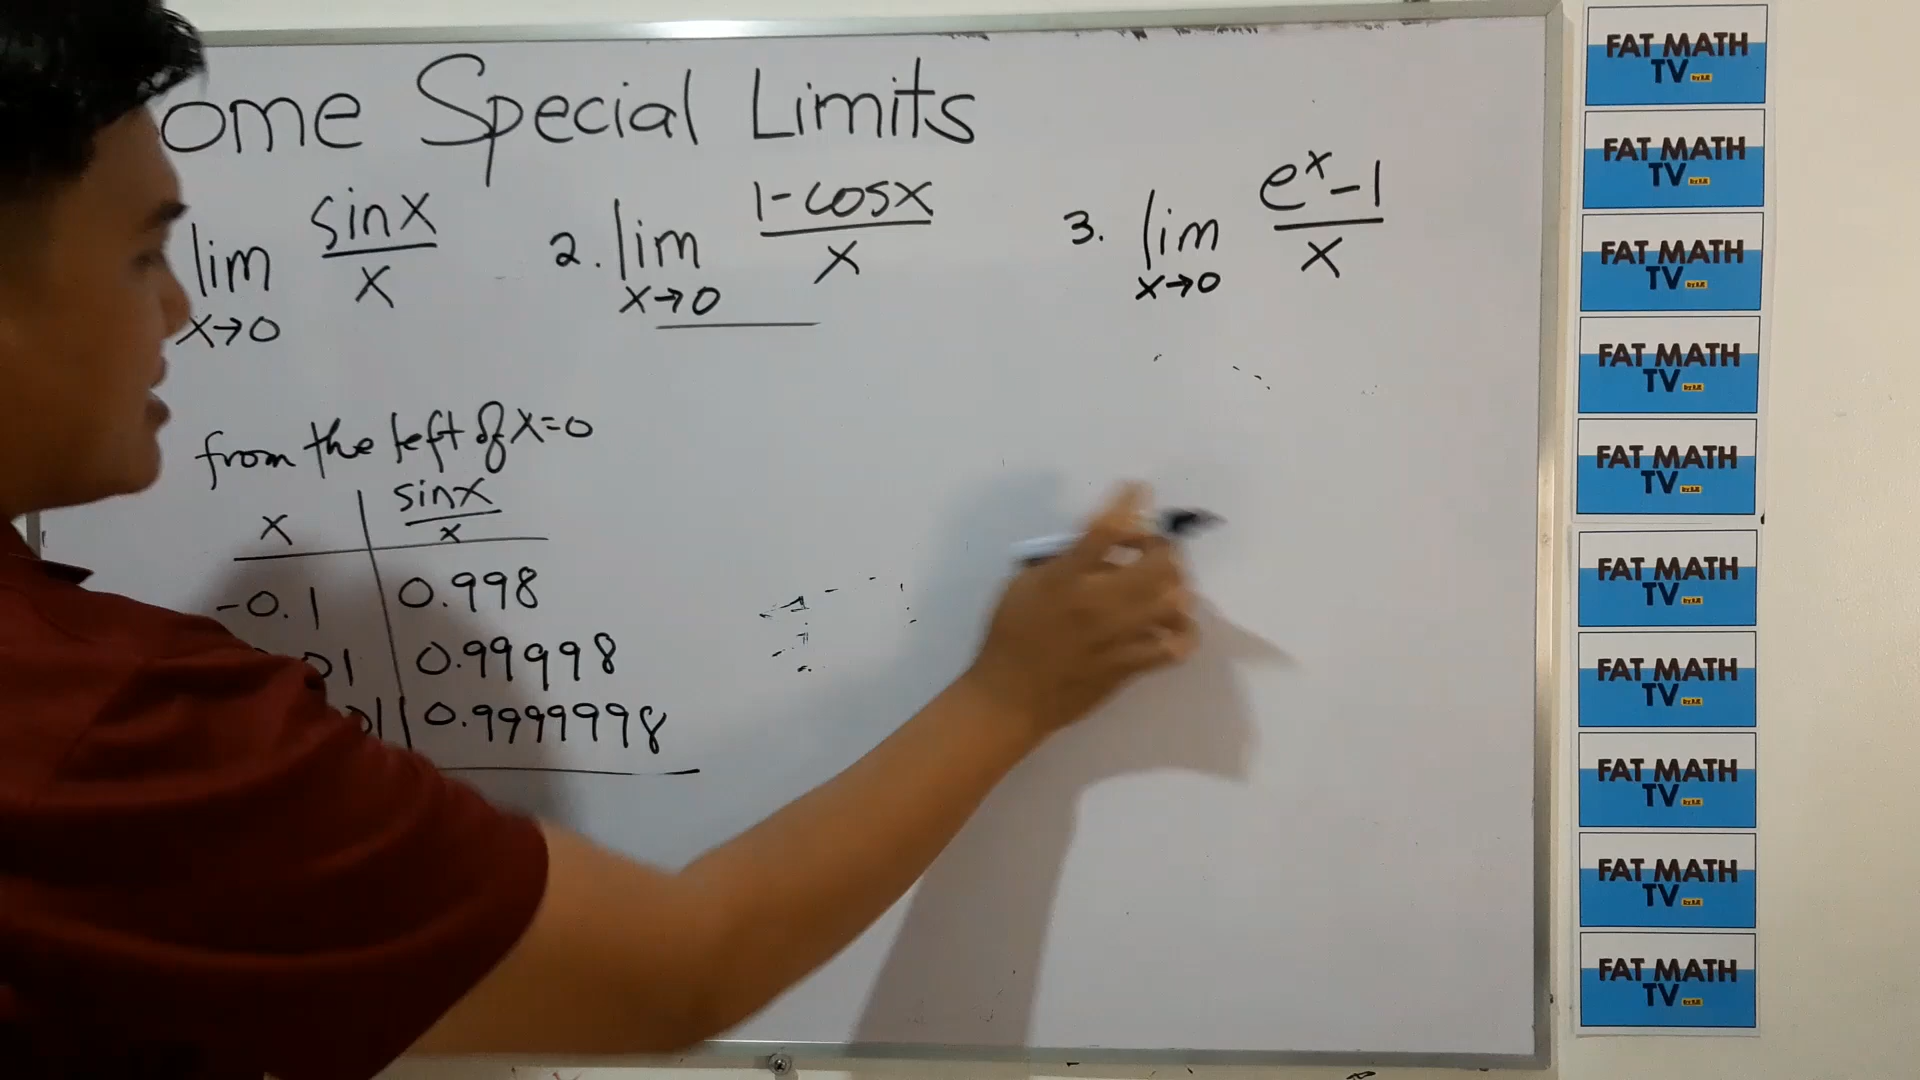 ome Special Limits
lim x→0 sinx/x
2. lim x→0 1-cosx/x
3. lim x→0 eˣ-1/x
from the left of x=0
x | sinx/x
-0.1 | 0.998
01 | 0.99998
01 | 0.9999998
FAT MATH
TV
FAT MATH
TV
FAT MATH
TV
FAT MATH
TV
FAT MATH
TV
FAT MATH
TV
FAT MATH
TV
FAT MATH
TV
FAT MATH
TV
FAT MATH
TV